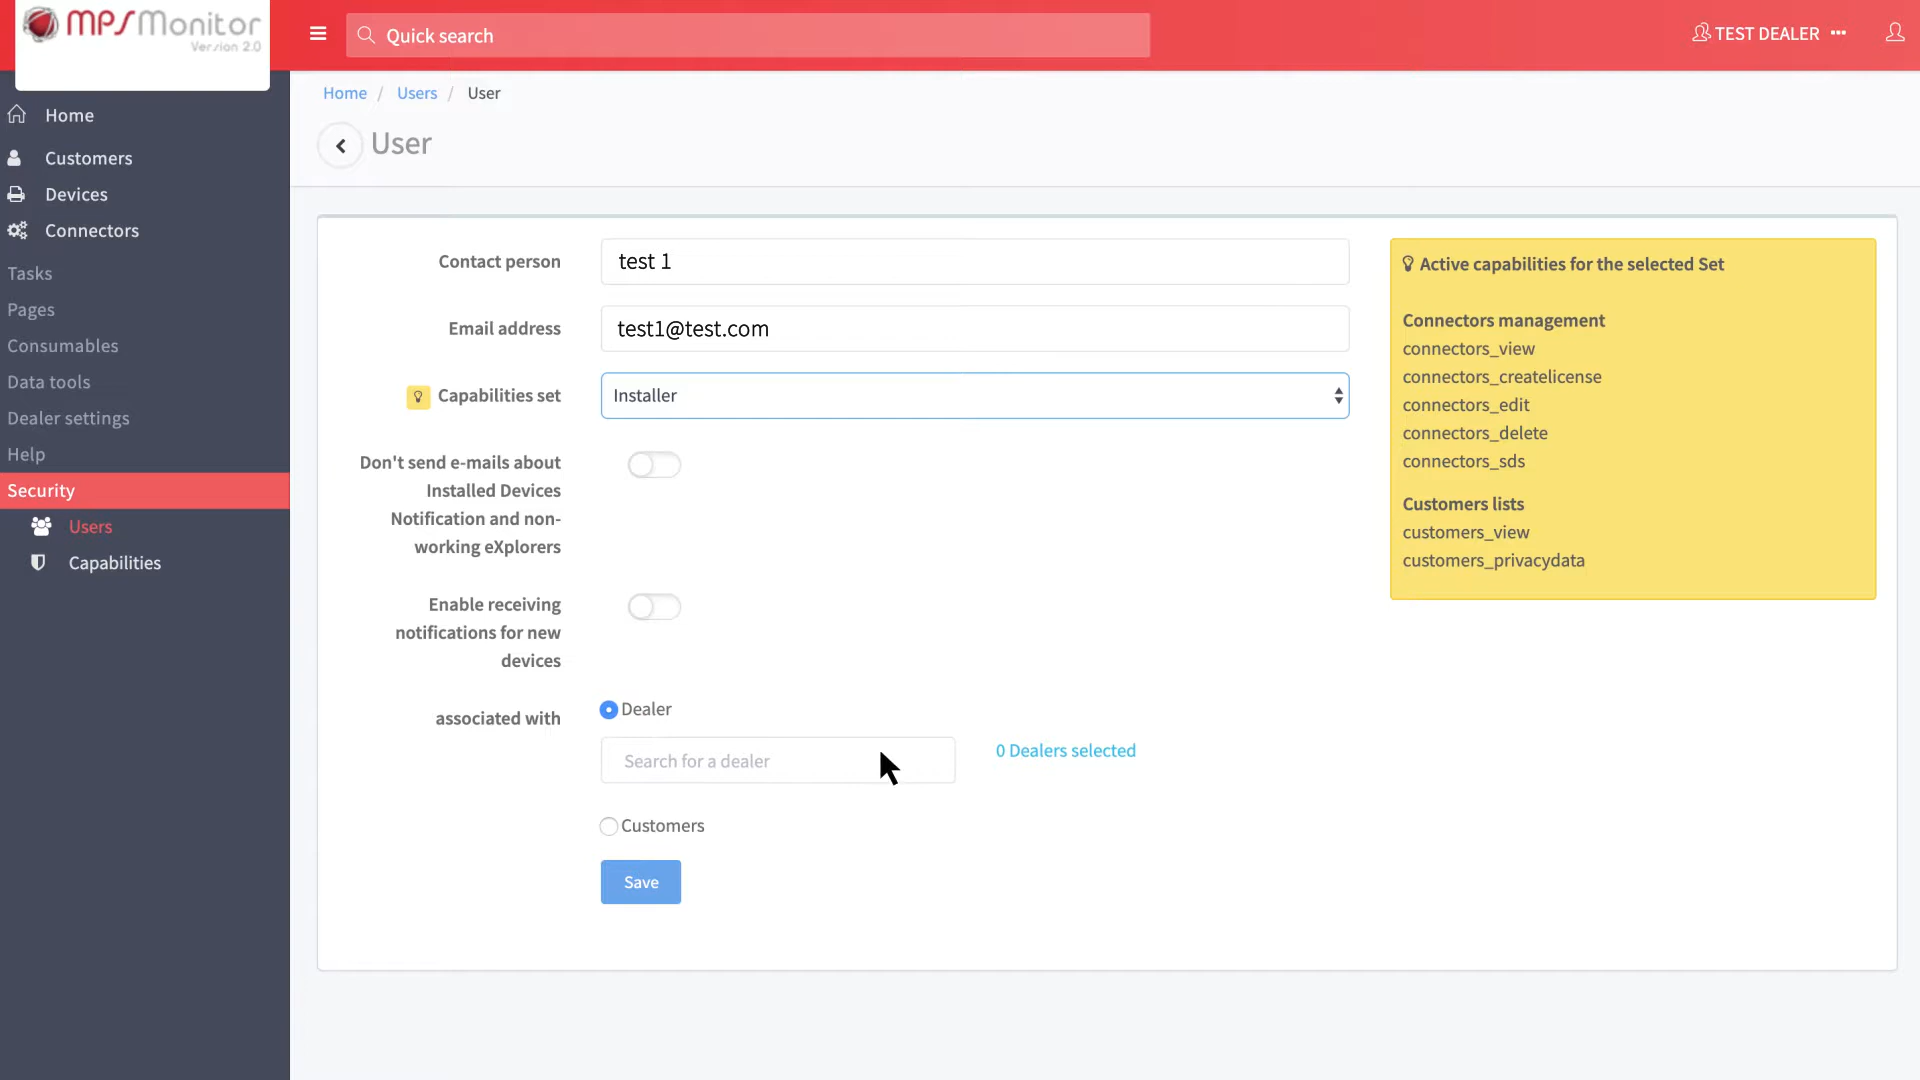 MPSMonitor
Version 2.0
Quick search
TEST DEALER
Home
Customers
Devices
Connectors
Tasks
Pages
Consumables
Data tools
Dealer settings
Help
Security
Users
Capabilities
Home / Users / User
User
Contact person
test 1
Email address
test1@test.com
Capabilities set
Installer
Don't send e-mails about
Installed Devices
Notification and non-
working eXplorers
Enable receiving
notifications for new
devices
associated with
Dealer
Search for a dealer
0 Dealers selected
Customers
Save
Active capabilities for the selected Set
Connectors management
connectors_view
connectors_createlicense
connectors_edit
connectors_delete
connectors_sds
Customers lists
customers_view
customers_privacydata